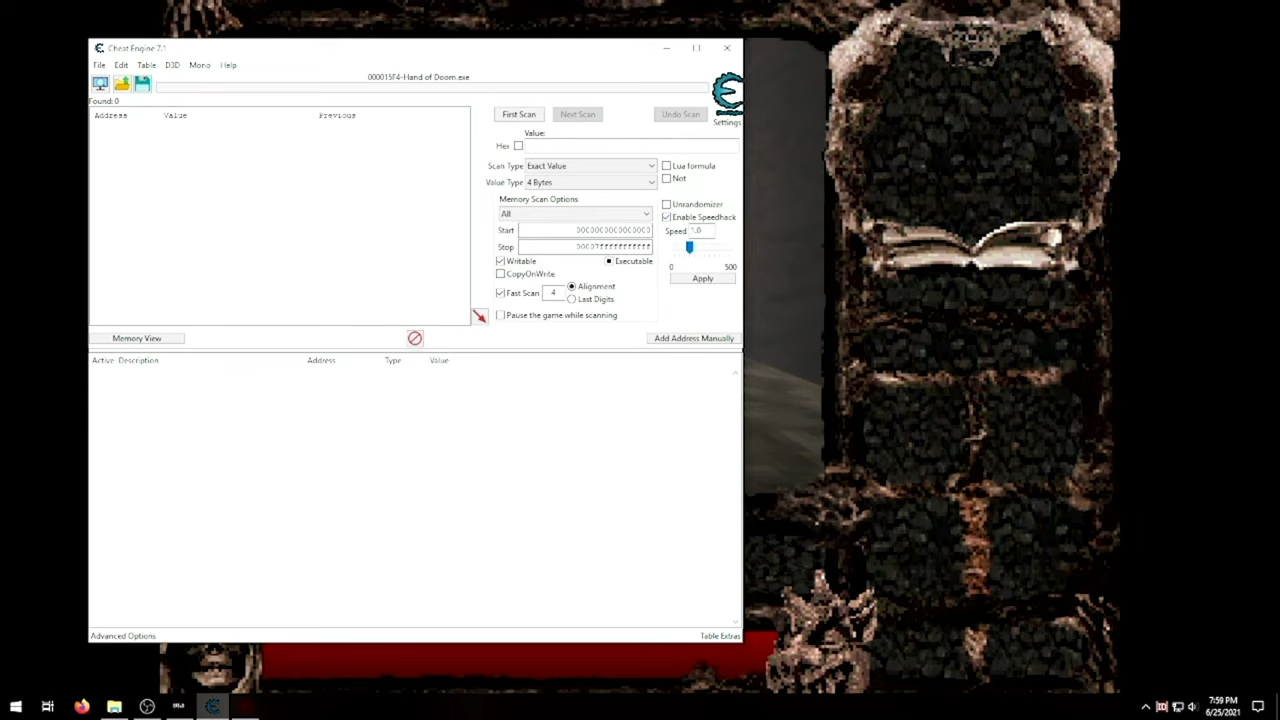 Cheat Engine 7.1
File Edit Table D3D Mono Help
000015F4-Hand of Doom.exe
Found: 0
Address Value Previous
First Scan Next Scan Undo Scan
Settings
Value:
Hex
Scan Type Exact Value
Lua formula
Value Type 4 Bytes
Not
Memory Scan Options
All
Unrandomizer
Enable Speedhack
Start 0000000000000000
Speed 1.0
Stop 00007fffffffffff
Writable Executable
0 500
CopyOnWrite
Apply
Fast Scan 4 Alignment
Last Digits
Pause the game while scanning
Memory View
Add Address Manually
Active Description Address Type Value
Advanced Options
Table Extras
7:59 PM
6/25/2021